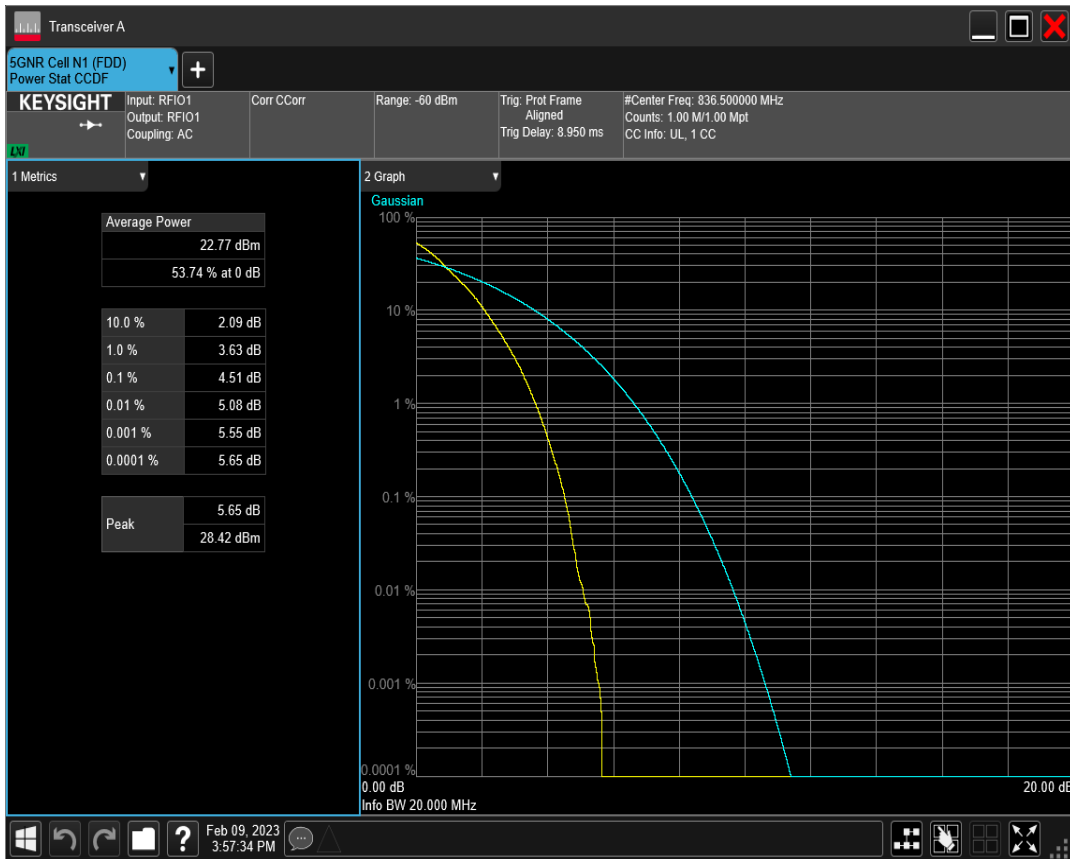 Transceiver A
5GNR Cell N1 (FDD)
Power Stat CCDF
+
KEYSIGHT
LXI
Input: RFIO1
Output: RFIO1
Coupling: AC
Corr CCorr
Range: -60 dBm
Trig: Prot Frame
Aligned
Trig Delay: 8.950 ms
#Center Freq: 836.500000 MHz
Counts: 1.00 M/1.00 Mpt
CC Info: UL, 1 CC
1 Metrics
Average Power
22.77 dBm
53.74 % at 0 dB
10.0 % 2.09 dB
1.0 % 3.63 dB
0.1 % 4.51 dB
0.01 % 5.08 dB
0.001 % 5.55 dB
0.0001 % 5.65 dB
Peak
5.65 dB
28.42 dBm
2 Graph
Gaussian
100 %
10 %
1 %
0.1 %
0.01 %
0.001 %
0.0001 %
0.00 dB
20.00 dB
Info BW 20.000 MHz
?
Feb 09, 2023
3:57:34 PM